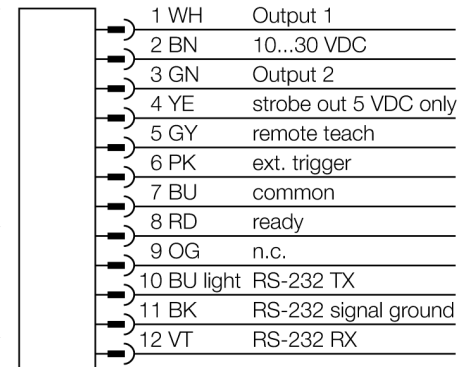 1 WH Output 1
2 BN 10...30 VDC
3 GN Output 2
4 YE strobe out 5 VDC only
5 GY remote teach
6 PK ext. trigger
7 BU common
8 RD ready
9 OG n.c.
10 BU light RS-232 TX
11 BK RS-232 signal ground
12 VT RS-232 RX